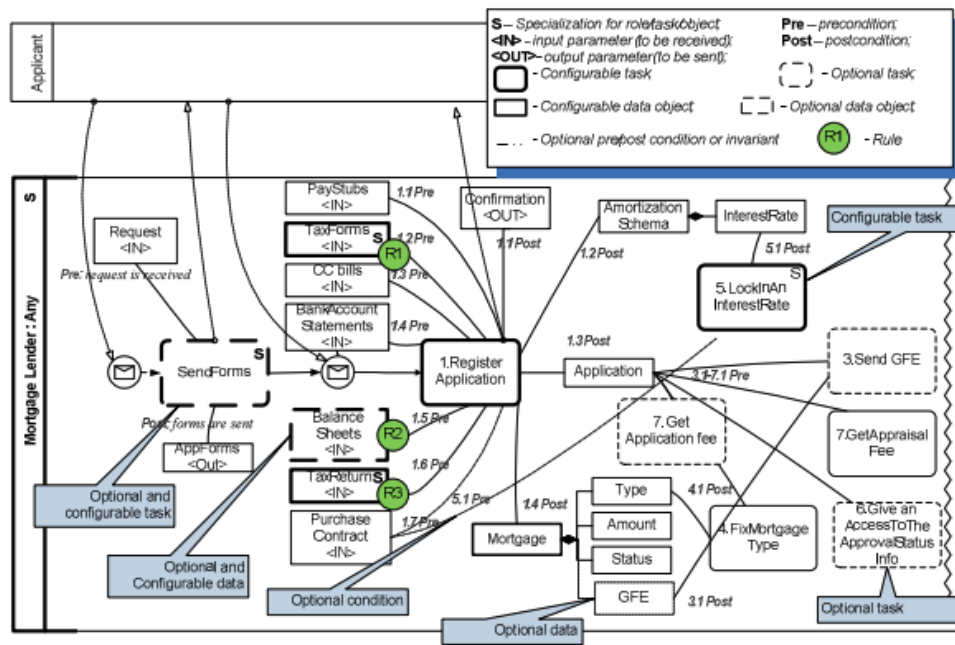 Applicant
S – Specialization for role/task/object;
<IN> – input parameter (to be received);
<OUT> – output parameter (to be sent);
- Configurable task
- Configurable data object
- Optional pre/post condition or invariant
Pre – precondition;
Post – postcondition;
- Optional task
- Optional data object;
R1
- Rule
Mortgage Lender : Any
S
Request
<IN>
Pre: request is received
SendForms
S
Post: forms are sent
AppForms
<Out>
Optional and
configurable task
PayStubs
<IN>
1.1 Pre
TaxForms
<IN>
S
R1
1.2 Pre
CC bills
<IN>
1.3 Pre
BankAccount
Statements
<IN>
1.4 Pre
Balance
Sheets
<IN>
R2
1.5 Pre
TaxReturns
<IN>
S
R3
1.6 Pre
Purchase
Contract
<IN>
1.7 Pre
5.1 Pre
Optional and
Configurable data
Optional condition
1.Register
Application
Confirmation
<OUT>
1.1 Post
1.2 Post
Amortization
Schema
InterestRate
5.1 Post
Configurable task
5.LockInAn
InterestRate
S
1.3 Post
Application
3.1-7.1 Pre
3.Send GFE
7. Get
Application fee
7.GetAppraisal
Fee
6.Give an
AccessToThe
ApprovalStatus
Info
Optional task
1.4 Post
Mortgage
Type
Amount
Status
GFE
4.1 Post
4.FixMortgage
Type
3.1 Post
Optional data